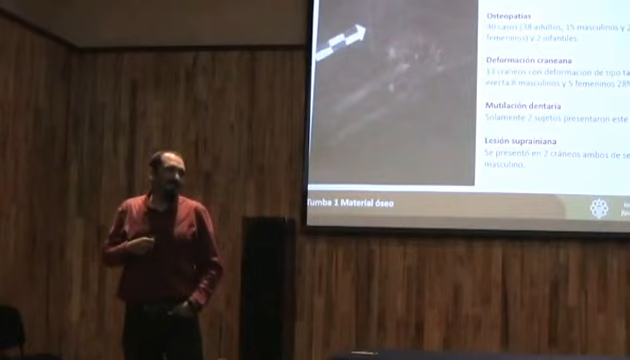 Osteopatías
40 casos (38 adultos, 15 masculinos y 2
femeninos) y 2 infantiles.
Deformación craneana
13 cráneos con deformación de tipo ta
erecta 8 masculinos y 5 femeninos 28%
Mutilación dentaria
Solamente 2 sujetos presentaron este
Lesión suprainiana
Se presentó en 2 cráneos ambos de se
masculino.
Tumba 1 Material óseo